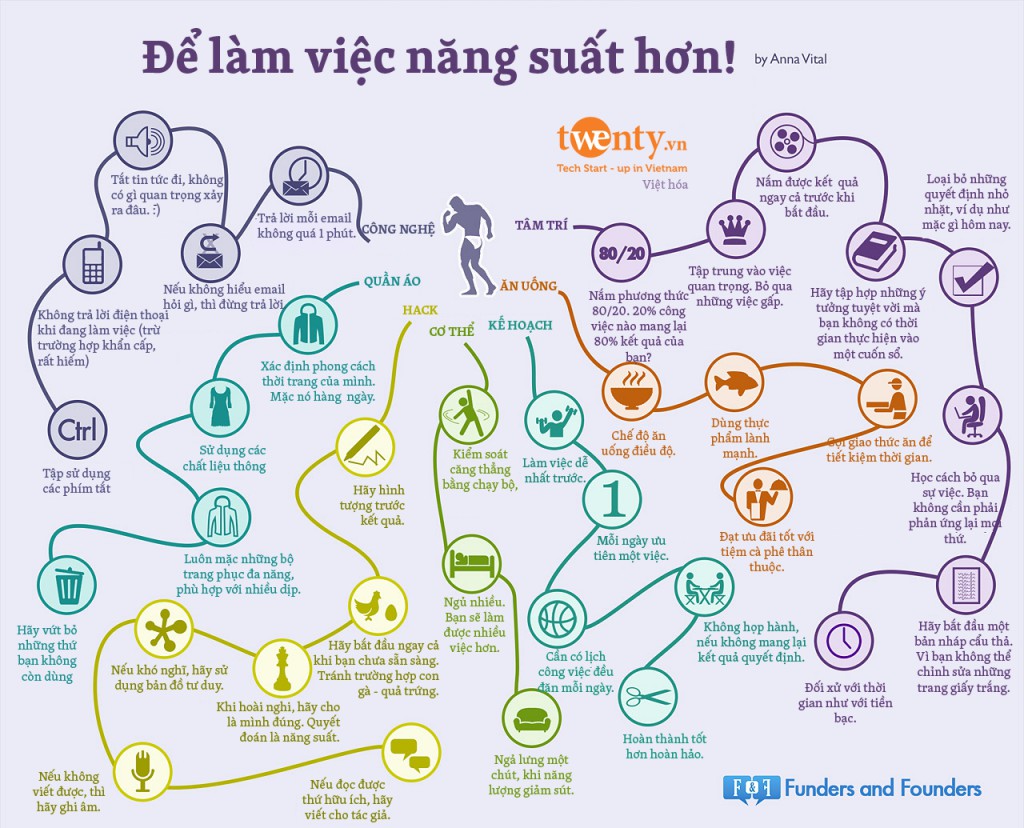 Để làm việc năng suất hơn!
by Anna Vital
twenty.vn
Tech Start - up in Vietnam
Việt hóa
CÔNG NGHỆ
Trả lời mỗi email
không quá 1 phút.
Nếu không hiểu email
hỏi gì, thì đừng trả lời
Tắt tin tức đi, không
có gì quan trọng xảy
ra đâu. :)
Không trả lời điện thoại
khi đang làm việc (trừ
trường hợp khẩn cấp,
rất hiếm)
Ctrl
Tập sử dụng
các phím tắt
QUẦN ÁO
Xác định phong cách
thời trang của mình.
Mặc nó hàng ngày.
Sử dụng các
chất liệu thông
Luôn mặc những bộ
trang phục đa năng,
phù hợp với nhiều dịp.
Hãy vứt bỏ
những thứ
bạn không
còn dùng
HACK
Hãy hình
tượng trước
kết quả.
Hãy bắt đầu ngay cả
khi bạn chưa sẵn sàng.
Tránh trường hợp con
gà - quả trứng.
Khi hoài nghi, hãy cho
là mình đúng. Quyết
đoán là năng suất.
Nếu khó nghĩ, hãy sử
dụng bản đồ tư duy.
Nếu không
viết được, thì
hãy ghi âm.
Nếu đọc được
thứ hữu ích, hãy
viết cho tác giả.
CƠ THỂ
Kiểm soát
căng thẳng
bằng chạy bộ,
Ngủ nhiều.
Bạn sẽ làm
được nhiều
việc hơn.
Ngả lưng một
chút, khi năng
lượng giảm sút.
KẾ HOẠCH
Làm việc dễ
nhất trước.
1
Mỗi ngày ưu
tiên một việc.
Cần có lịch
công việc đều
đặn mỗi ngày.
Không họp hành,
nếu không mang lại
kết quả quyết định.
Hoàn thành tốt
hơn hoàn hảo.
ĂN UỐNG
Chế độ ăn
uống điều độ.
Dùng thực
phẩm lành
mạnh.
Gọi giao thức ăn để
tiết kiệm thời gian.
Đạt ưu đãi tốt với
tiệm cà phê thân
thuộc.
TÂM TRÍ
80/20
Nắm phương thức
80/20. 20% công
việc nào mang lại
80% kết quả của
bạn?
Tập trung vào việc
quan trọng. Bỏ qua
những việc gấp.
Nắm được kết quả
ngay cả trước khi
bắt đầu.
Hãy tập hợp những ý
tưởng tuyệt vời mà
bạn không có thời
gian thực hiện vào
một cuốn sổ.
Loại bỏ những
quyết định nhỏ
nhặt, ví dụ như
mặc gì hôm nay.
Học cách bỏ qua
sự việc. Bạn
không cần phải
phản ứng lại mọi
thứ.
Hãy bắt đầu một
bản nháp cẩu thả.
Vì bạn không thể
chỉnh sửa những
trang giấy trắng.
Đối xử với thời
gian như với tiền
bạc.
F&F
Funders and Founders